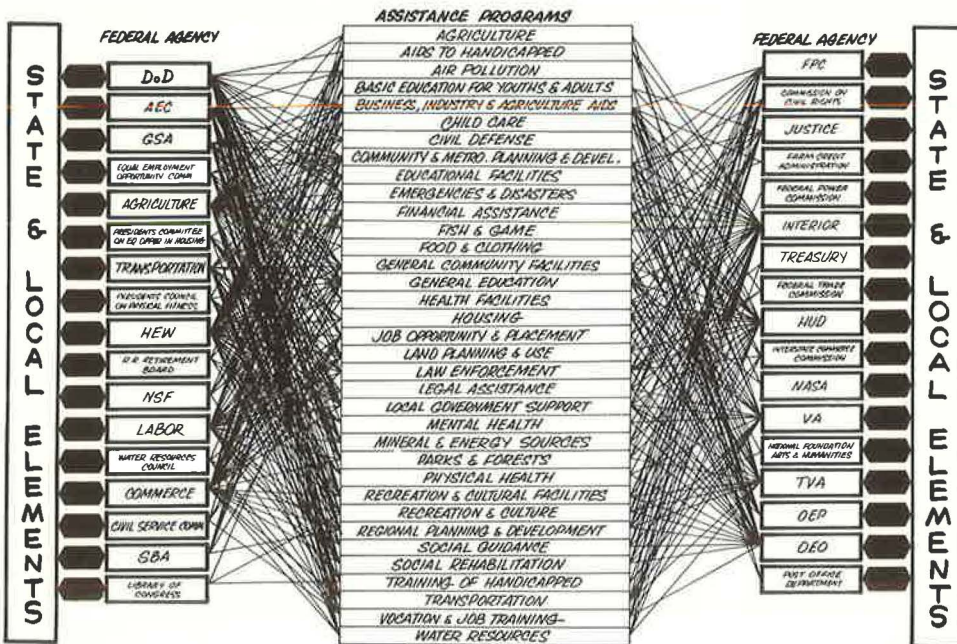 ASSISTANCE PROGRAMS
FEDERAL AGENCY
STATE & LOCAL ELEMENTS
DoD
AEC
GSA
EQUAL EMPLOYMENT
OPPORTUNITY COMM
AGRICULTURE
PRESIDENTS COMMITTEE
ON EQ OPPOR IN HOUSING
TRANSPORTATION
PRESIDENTS COUNCIL
ON PHYSICAL FITNESS
HEW
R.R. RETIREMENT
BOARD
NSF
LABOR
WATER RESOURCES
COUNCIL
COMMERCE
CIVIL SERVICE COMM
SBA
LIBRARY OF
CONGRESS
AGRICULTURE
AIDS TO HANDICAPPED
AIR POLLUTION
BASIC EDUCATION FOR YOUTHS & ADULTS
BUSINESS, INDUSTRY & AGRICULTURE AIDS
CHILD CARE
CIVIL DEFENSE
COMMUNITY & METRO. PLANNING & DEVEL.
EDUCATIONAL FACILITIES
EMERGENCIES & DISASTERS
FINANCIAL ASSISTANCE
FISH & GAME
FOOD & CLOTHING
GENERAL COMMUNITY FACILITIES
GENERAL EDUCATION
HEALTH FACILITIES
HOUSING
JOB OPPORTUNITY & PLACEMENT
LAND PLANNING & USE
LAW ENFORCEMENT
LEGAL ASSISTANCE
LOCAL GOVERNMENT SUPPORT
MENTAL HEALTH
MINERAL & ENERGY SOURCES
PARKS & FORESTS
PHYSICAL HEALTH
RECREATION & CULTURAL FACILITIES
RECREATION & CULTURE
REGIONAL PLANNING & DEVELOPMENT
SOCIAL GUIDANCE
SOCIAL REHABILITATION
TRAINING OF HANDICAPPED
TRANSPORTATION
VOCATION & JOB TRAINING
WATER RESOURCES
FEDERAL AGENCY
FPC
COMMISSION ON
CIVIL RIGHTS
JUSTICE
FARM CREDIT
ADMINISTRATION
FEDERAL POWER
COMMISSION
INTERIOR
TREASURY
FEDERAL TRADE
COMMISSION
HUD
INTERSTATE COMMERCE
COMMISSION
NASA
VA
NATIONAL FOUNDATION
ARTS & HUMANITIES
TVA
OEP
OEO
POST OFFICE
DEPARTMENT
STATE & LOCAL ELEMENTS